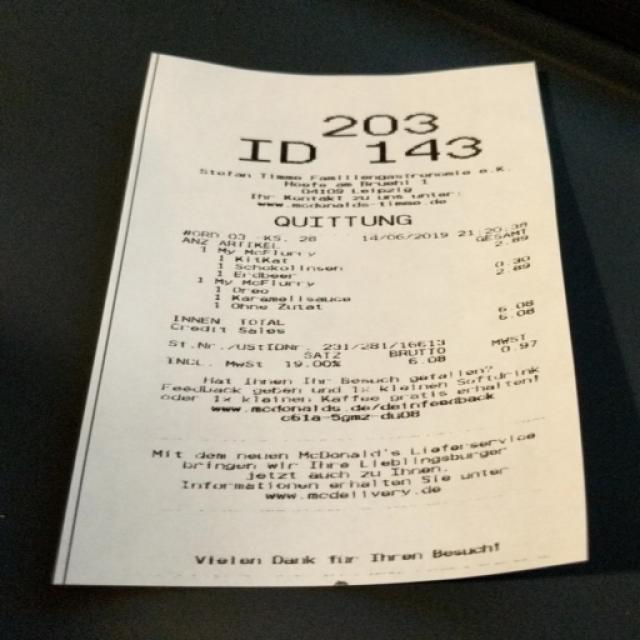 203
ID 143
Stefan Timme Familiengastronomie e.K.
Hoefe am Bruehl 1
04109 Leipzig
Ihr Kontakt zu uns unter:
www.mcdonalds-timme.de
QUITTUNG
#ORD 03 -KS. 28 14/06/2019 21:20:38
ANZ ARTIKEL GESAMT
1 My McFlurry 2.89
1 KitKat
1 Schokolinsen 0.30
1 Erdbeer
1 My McFlurry 2.89
1 Oreo
1 Karamellsauce
1 Ohne Zutat
INNEN TOTAL 6.08
Credit Sales 6.08
St.Nr./UStIDNr. 231/281/16613
SATZ BRUTTO MWST
INCL. MwSt 19.00% 6.08 0.97
Hat Ihnen Ihr Besuch gefallen?
Feedback geben und 1x kleinen Softdrink
oder 1x kleinen Kaffee gratis erhalten!
www.mcdonalds.de/deinfeedback
c61a-5gmz-du08
Mit dem neuen McDonald's Lieferservice
bringen wir Ihre Lieblingsburger
jetzt auch zu Ihnen.
Informationen erhalten Sie unter
www.mcdelivery.de
Vielen Dank für Ihren Besuch!